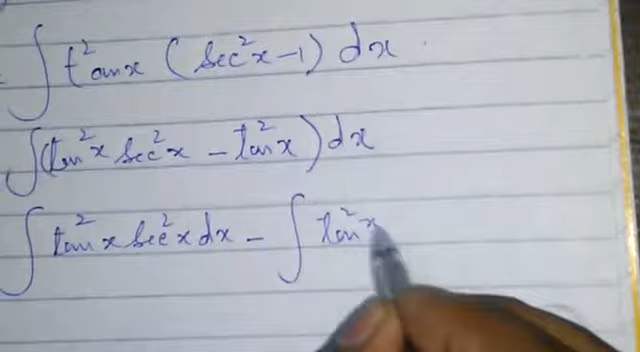 ∫ tan²x (sec²x-1) dx
∫(tan²x sec²x - tan²x) dx
∫ tan²x sec²x dx - ∫ tan²x